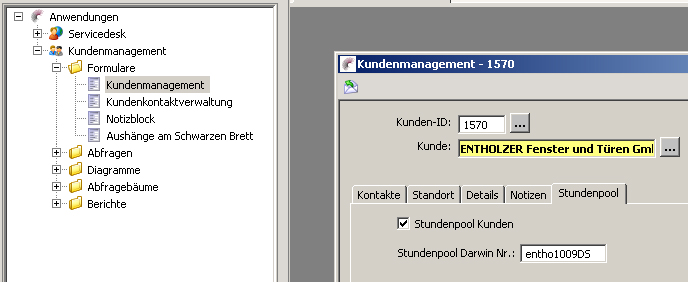 Anwendungen
Servicedesk
Kundenmanagement
Formulare
Kundenmanagement
Kundenkontaktverwaltung
Notizblock
Aushänge am Schwarzen Brett
Abfragen
Diagramme
Abfragebäume
Berichte
Kundenmanagement - 1570
Kunden-ID: 1570 ...
Kunde: ENTHOLZER Fenster und Türen Gml ...
Kontakte Standort Details Notizen Stundenpool
Stundenpool Kunden
Stundenpool Darwin Nr.: entho1009DS